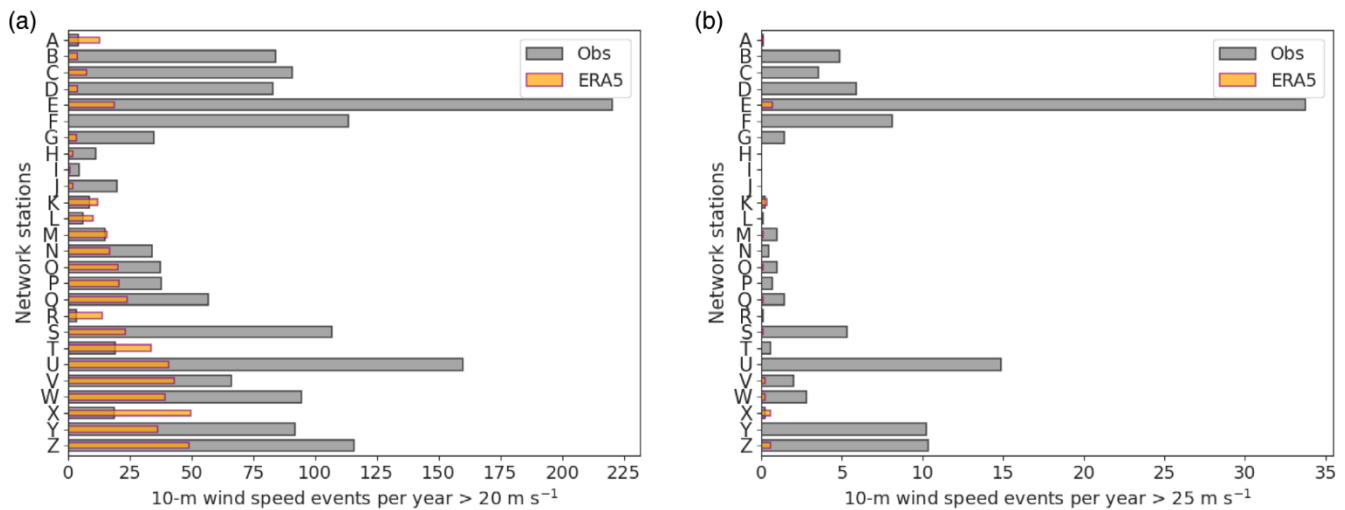 (a)
Network stations
A
B
C
D
E
F
G
H
I
J
K
L
M
N
O
P
Q
R
S
T
U
V
W
X
Y
Z
Obs
ERA5
0 25 50 75 100 125 150 175 200 225
10-m wind speed events per year > 20 m s⁻¹
(b)
Network stations
A
B
C
D
E
F
G
H
I
J
K
L
M
N
O
P
Q
R
S
T
U
V
W
X
Y
Z
Obs
ERA5
0 5 10 15 20 25 30 35
10-m wind speed events per year > 25 m s⁻¹